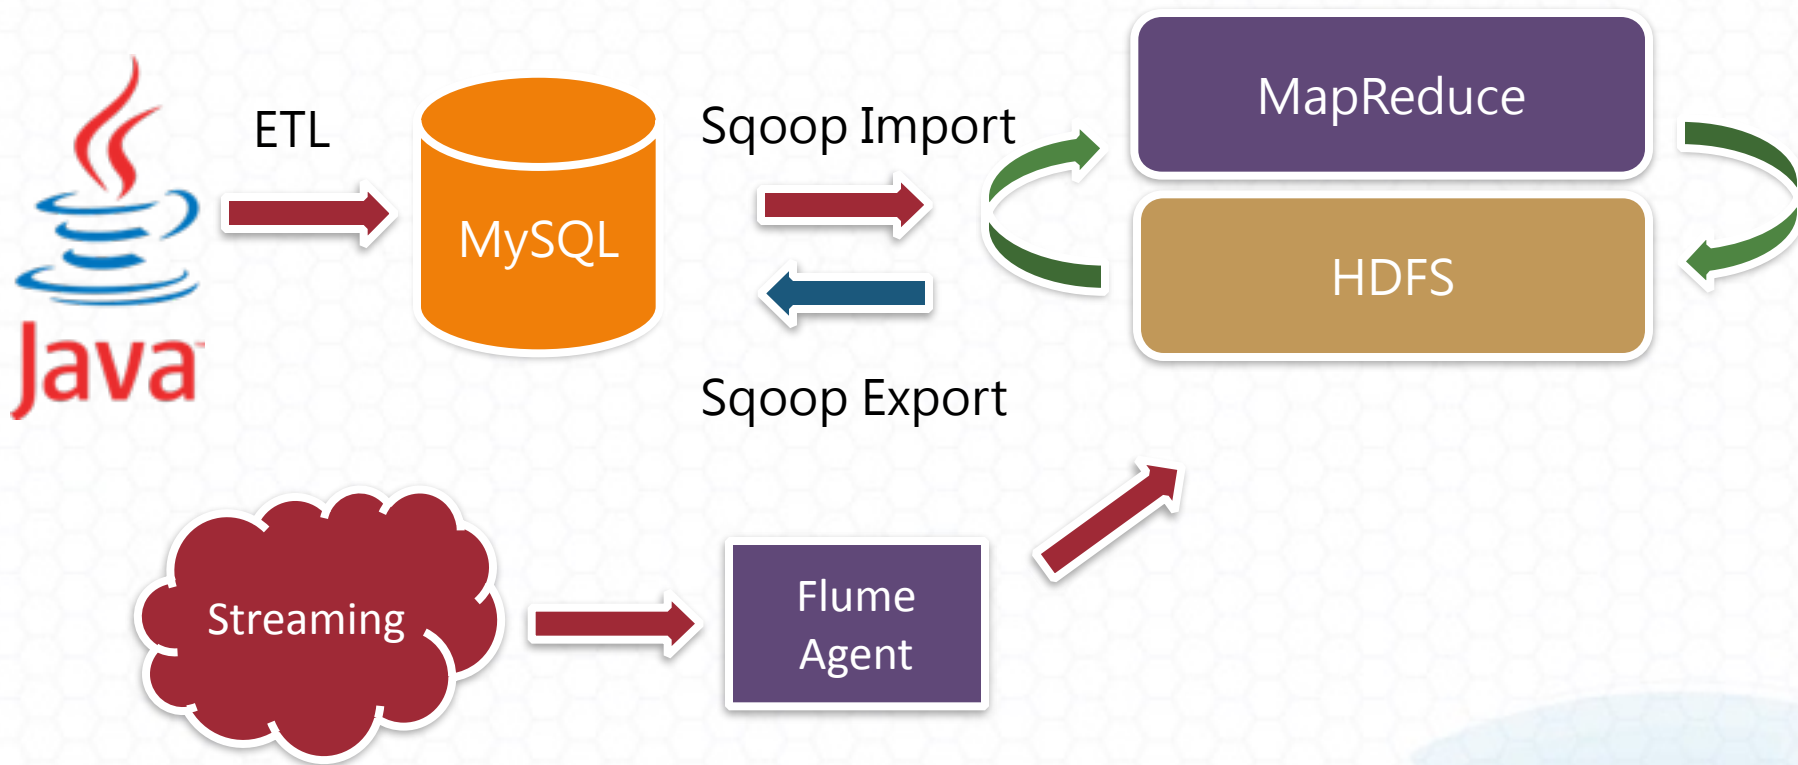 Java
ETL
MySQL
Sqoop Import
Sqoop Export
MapReduce
HDFS
Streaming
Flume
Agent